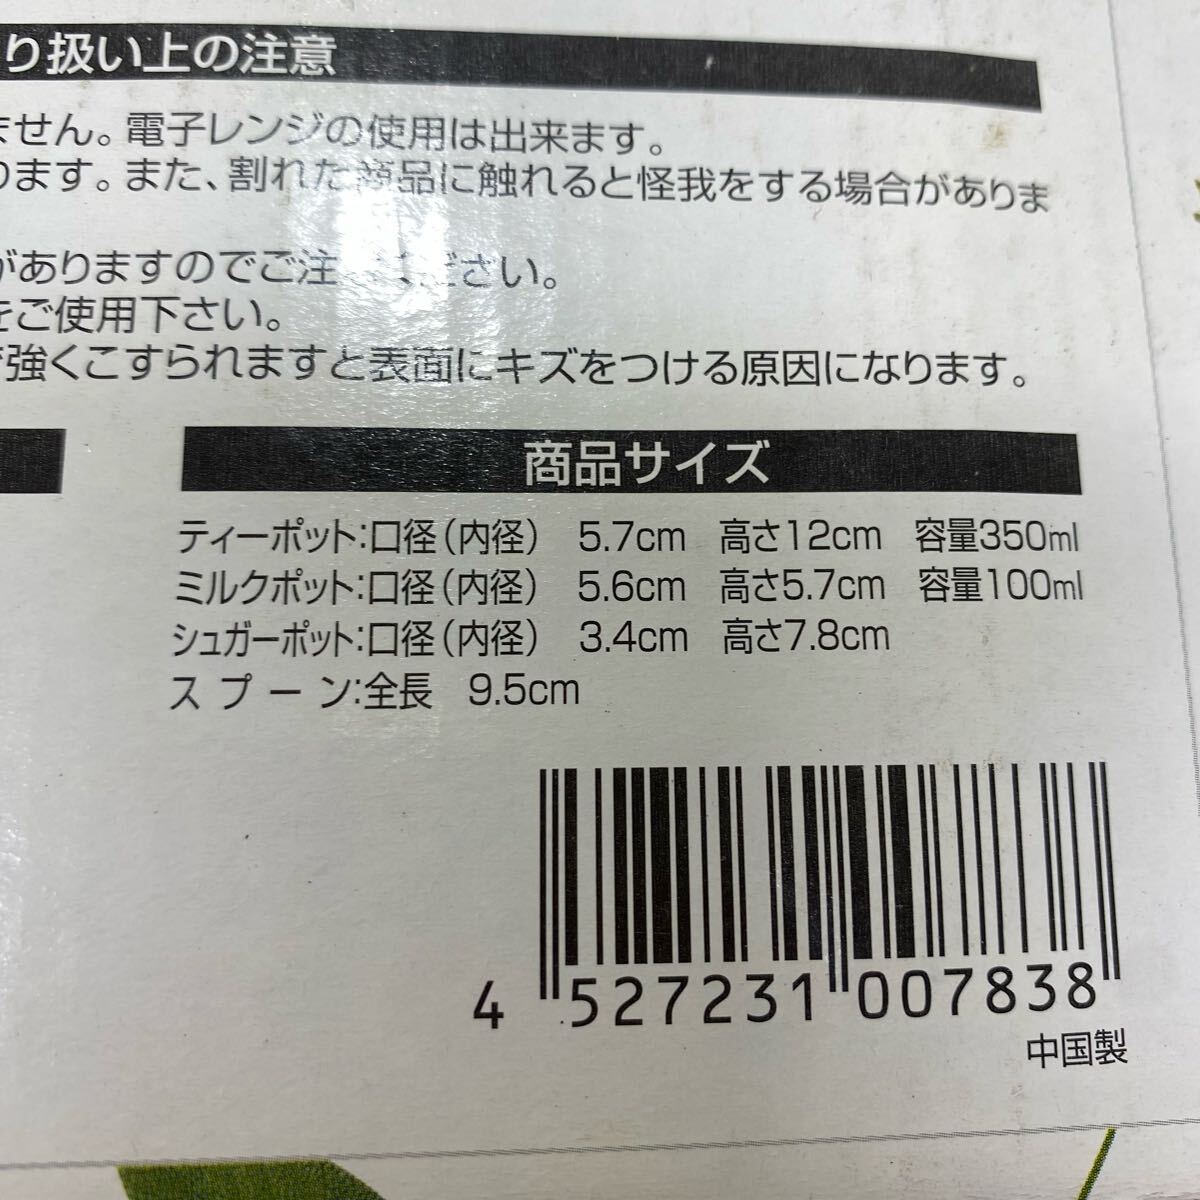 り扱い上の注意
ません。電子レンジの使用は出来ます。
ります。また、割れた商品に触れると怪我をする場合がありま
がありますのでご注意ください。
をご使用下さい。
強くこすられますと表面にキズをつける原因になります。
商品サイズ
ティーポット:口径(内径) 5.7cm 高さ12cm 容量350ml
ミルクポット:口径(内径) 5.6cm 高さ5.7cm 容量100ml
シュガーポット:口径(内径) 3.4cm 高さ7.8cm
スプーン:全長 9.5cm
4 527231 007838
中国製